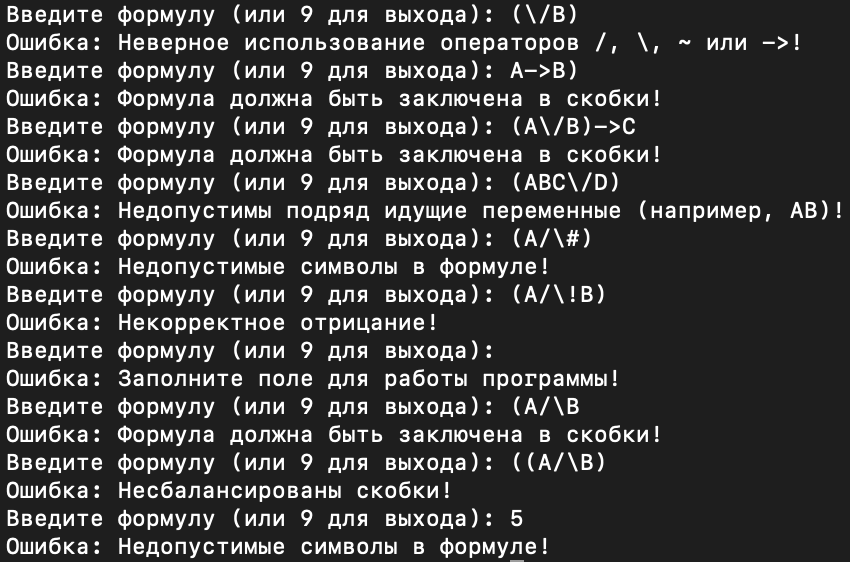 Введите формулу (или 9 для выхода): (\/B)
Ошибка: Неверное использование операторов /, \, ~ или —>!
Введите формулу (или 9 для выхода): A—>B)
Ошибка: Формула должна быть заключена в скобки!
Введите формулу (или 9 для выхода): (A\/B)—>C
Ошибка: Формула должна быть заключена в скобки!
Введите формулу (или 9 для выхода): (ABC\/D)
Ошибка: Недопустимы подряд идущие переменные (например, AB)!
Введите формулу (или 9 для выхода): (A/\#)
Ошибка: Недопустимые символы в формуле!
Введите формулу (или 9 для выхода): (A/\!B)
Ошибка: Некорректное отрицание!
Введите формулу (или 9 для выхода):
Ошибка: Заполните поле для работы программы!
Введите формулу (или 9 для выхода): (A/\B
Ошибка: Формула должна быть заключена в скобки!
Введите формулу (или 9 для выхода): ((A/\B)
Ошибка: Несбалансированы скобки!
Введите формулу (или 9 для выхода): 5
Ошибка: Недопустимые символы в формуле!